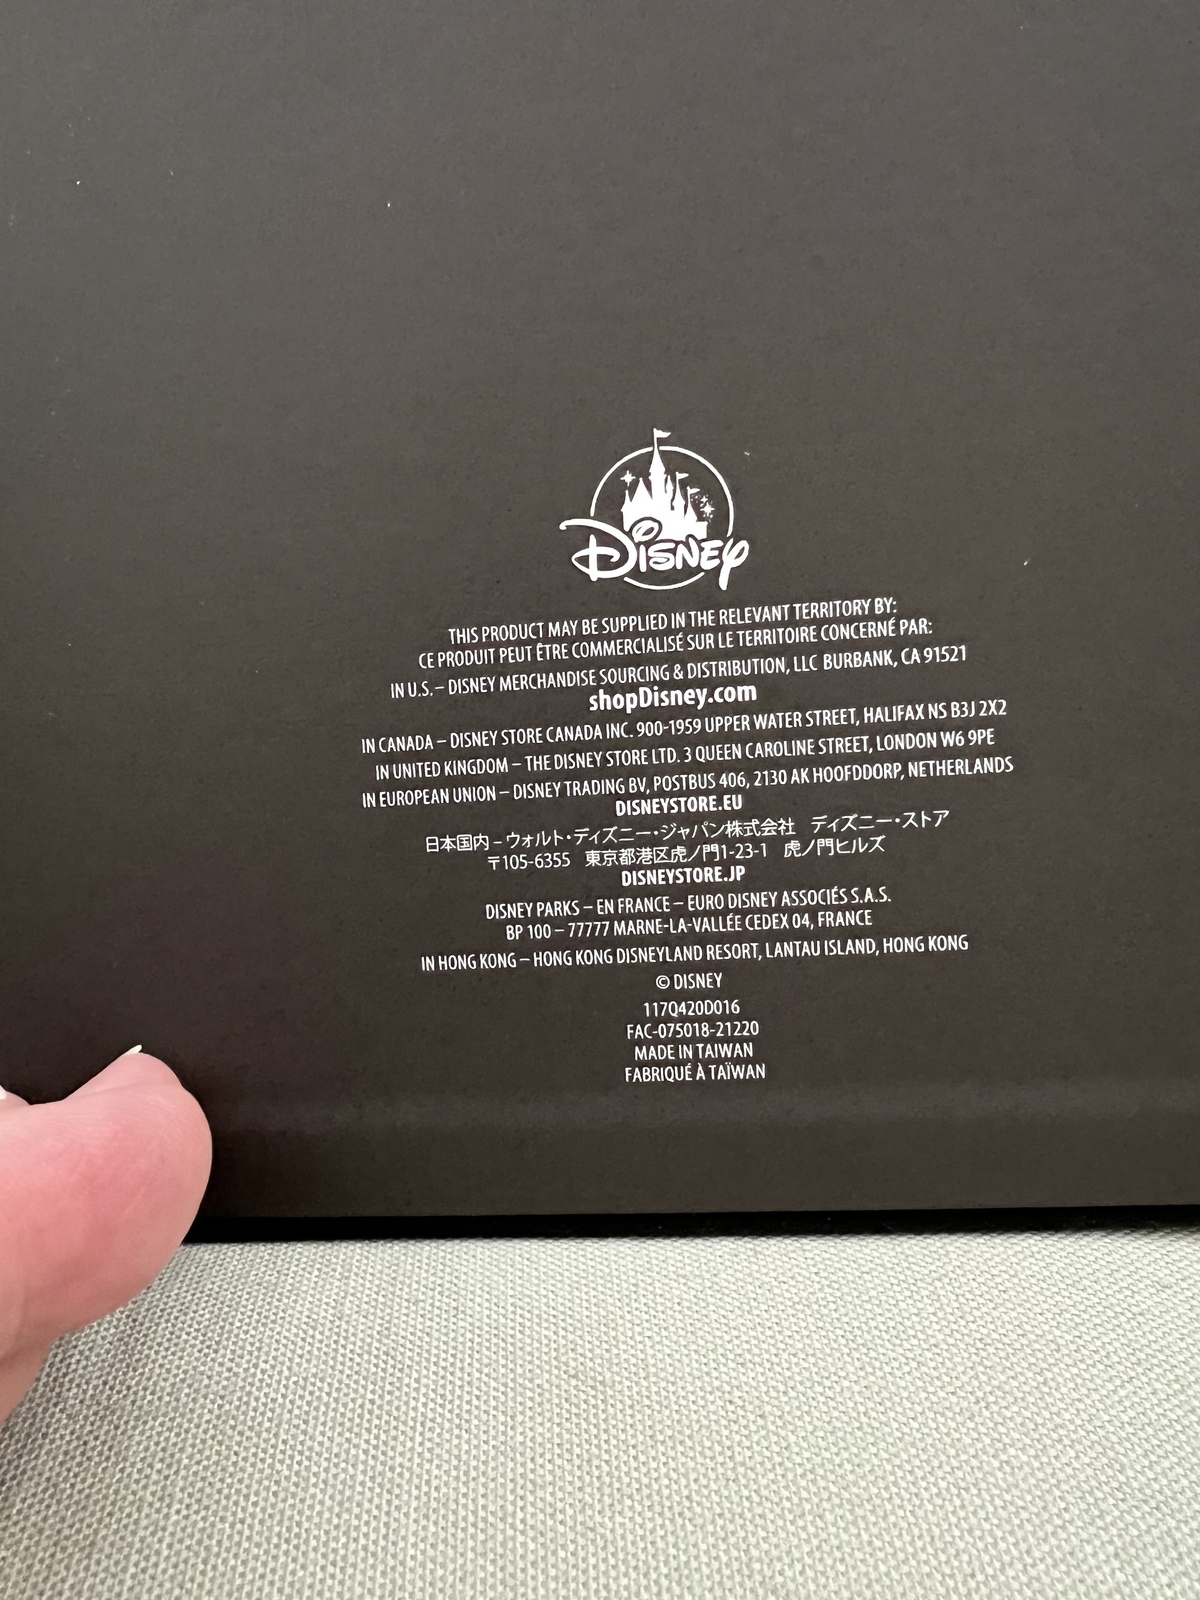 Disney
THIS PRODUCT MAY BE SUPPLIED IN THE RELEVANT TERRITORY BY:
CE PRODUIT PEUT ÊTRE COMMERCIALISÉ SUR LE TERRITOIRE CONCERNÉ PAR:
IN U.S. – DISNEY MERCHANDISE SOURCING & DISTRIBUTION, LLC BURBANK, CA 91521
shopDisney.com
IN CANADA – DISNEY STORE CANADA INC. 900-1959 UPPER WATER STREET, HALIFAX NS B3J 2X2
IN UNITED KINGDOM – THE DISNEY STORE LTD. 3 QUEEN CAROLINE STREET, LONDON W6 9PE
IN EUROPEAN UNION – DISNEY TRADING BV, POSTBUS 406, 2130 AK HOOFDDORP, NETHERLANDS
DISNEYSTORE.EU
日本国内 – ウォルト・ディズニー・ジャパン株式会社 ディズニー・ストア
〒105-6355 東京都港区虎ノ門1-23-1 虎ノ門ヒルズ
DISNEYSTORE.JP
DISNEY PARKS – EN FRANCE – EURO DISNEY ASSOCIÉS S.A.S.
BP 100 – 77777 MARNE-LA-VALLÉE CEDEX 04, FRANCE
IN HONG KONG – HONG KONG DISNEYLAND RESORT, LANTAU ISLAND, HONG KONG
© DISNEY
117Q420D016
FAC-075018-21220
MADE IN TAIWAN
FABRIQUÉ À TAÏWAN